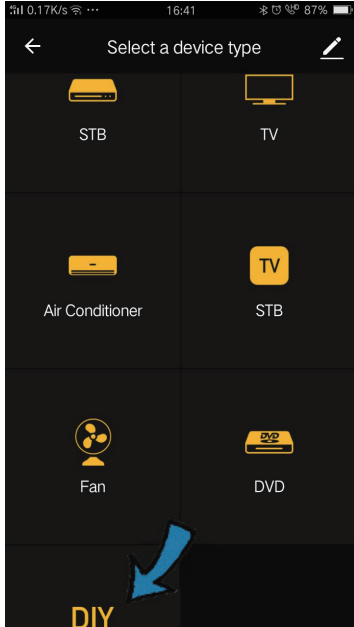 0.17K/s ... 16:41 87%
Select a device type
STB TV
Air Conditioner TV STB
Fan DVD DVD
DIY